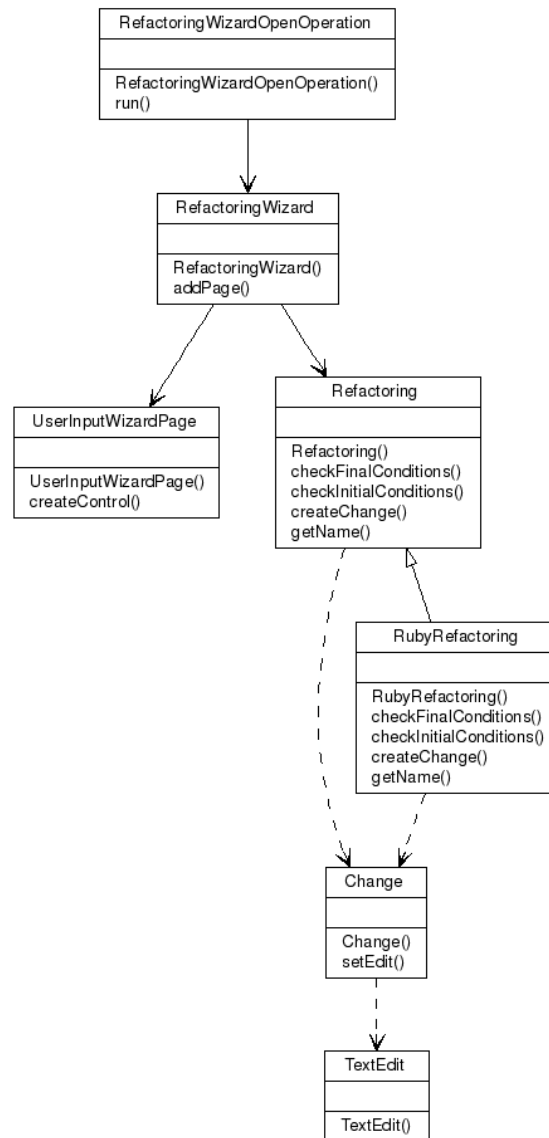 RefactoringWizardOpenOperation
RefactoringWizardOpenOperation()
run()
RefactoringWizard
RefactoringWizard()
addPage()
UserInputWizardPage
UserInputWizardPage()
createControl()
Refactoring
Refactoring()
checkFinalConditions()
checkInitialConditions()
createChange()
getName()
RubyRefactoring
RubyRefactoring()
checkFinalConditions()
checkInitialConditions()
createChange()
getName()
Change
Change()
setEdit()
TextEdit
TextEdit()